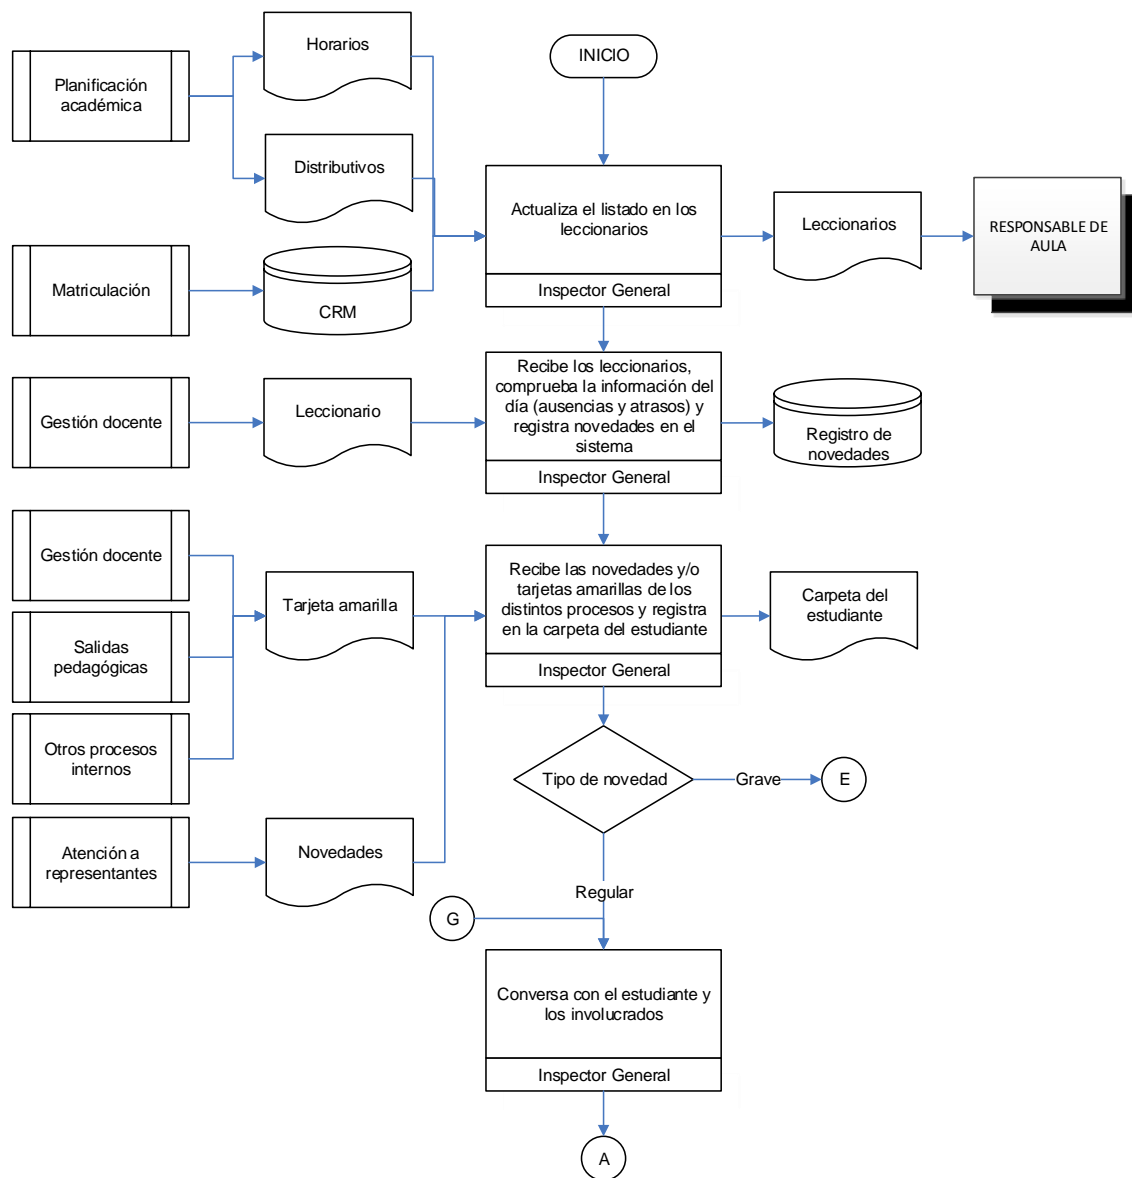 Horarios
INICIO
Planificación
académica
Distributivos
Actualiza el listado en los
leccionarios
Inspector General
Leccionarios
RESPONSABLE DE
AULA
Matriculación
CRM
Gestión docente
Leccionario
Recibe los leccionarios,
comprueba la información del
día (ausencias y atrasos) y
registra novedades en el
sistema
Inspector General
Registro de
novedades
Gestión docente
Salidas
pedagógicas
Otros procesos
internos
Tarjeta amarilla
Recibe las novedades y/o
tarjetas amarillas de los
distintos procesos y registra
en la carpeta del estudiante
Inspector General
Carpeta del
estudiante
Tipo de novedad
Grave
E
Atención a
representantes
Novedades
Regular
G
Conversa con el estudiante y
los involucrados
Inspector General
A